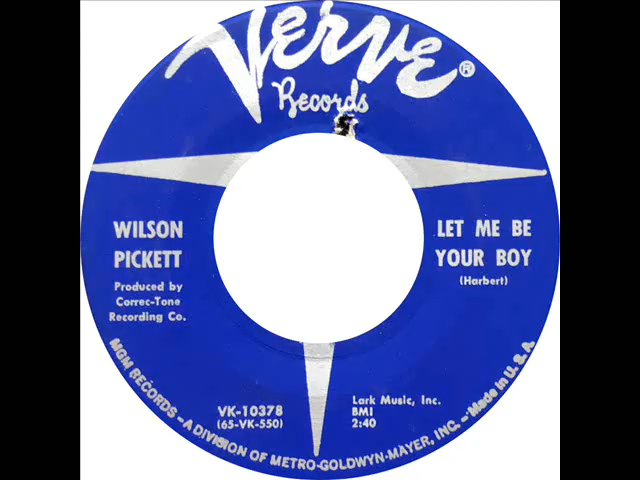 Verve®
Records
WILSON
PICKETT
Produced by
Correc-Tone
Recording Co.
LET ME BE
YOUR BOY
(Harbert)
VK-10378
(65-VK-550)
Lark Music, Inc.
BMI
2:40
MGM RECORDS – A DIVISION OF METRO-GOLDWYN-MAYER, INC. – Made in U. S. A.